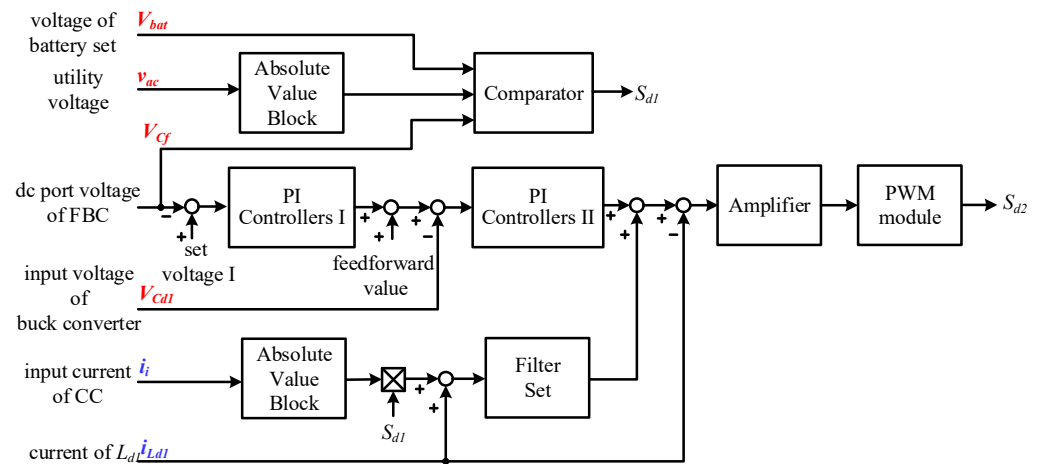 voltage of
battery set
V_bat
utility
voltage
v_ac
Absolute
Value
Block
Comparator
S_d1
V_Cf
dc port voltage
of FBC
−
+
set
voltage I
PI
Controllers I
+
+
feedforward
value
+
−
PI
Controllers II
+
+
+
−
Amplifier
PWM
module
S_d2
input voltage
of
buck converter
V_Cd1
input current
of CC
i_i
Absolute
Value
Block
S_d1
+
+
Filter
Set
current of L_d1
i_Ld1